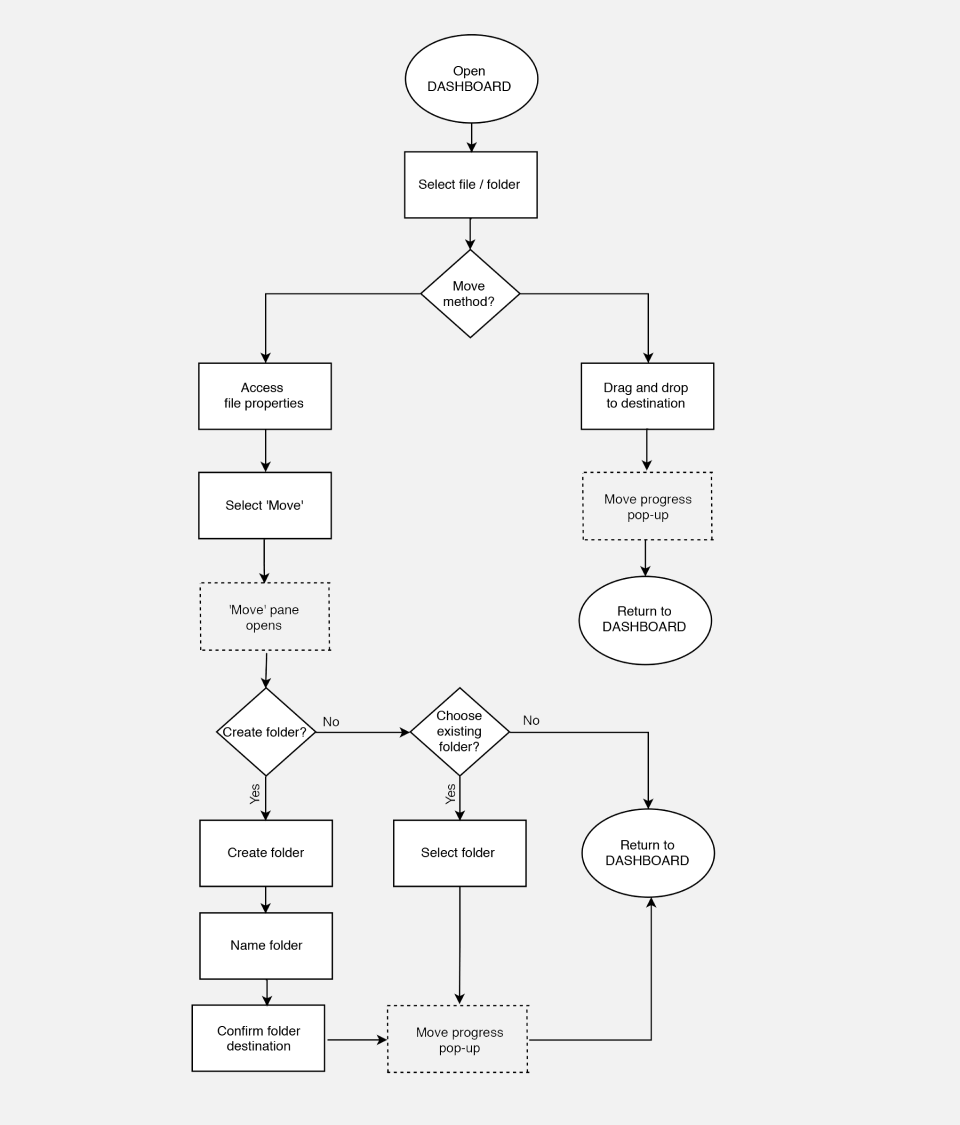 Open
DASHBOARD
Select file / folder
Move
method?
Access
file properties
Drag and drop
to destination
Select 'Move'
Move progress
pop-up
'Move' pane
opens
Return to
DASHBOARD
Create folder?
No
Choose
existing
folder?
No
Yes
Yes
Create folder
Select folder
Return to
DASHBOARD
Name folder
Confirm folder
destination
Move progress
pop-up